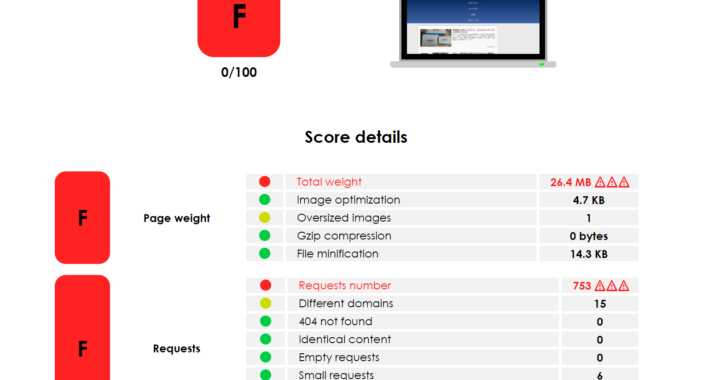 F
0/100
Score details
F
Page weight
Total weight 26.4 MB
Image optimization 4.7 KB
Oversized images 1
Gzip compression 0 bytes
File minification 14.3 KB
F
Requests
Requests number 753
Different domains 15
404 not found 0
Identical content 0
Empty requests 0
Small requests 6